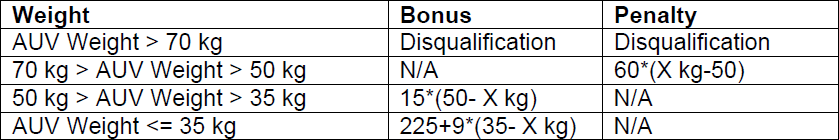 Weight Bonus Penalty
AUV Weight > 70 kg Disqualification Disqualification
70 kg > AUV Weight > 50 kg N/A 60*(X kg-50)
50 kg > AUV Weight > 35 kg 15*(50- X kg) N/A
AUV Weight <= 35 kg 225+9*(35- X kg) N/A